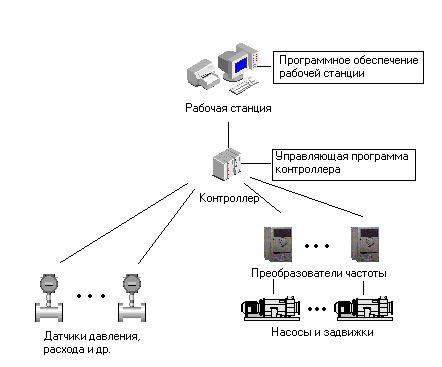 Программное обеспечение
рабочей станции
Рабочая станция
Управляющая программа
контроллера
Контроллер
Преобразователи частоты
Датчики давления,
расхода и др.
Насосы и задвижки